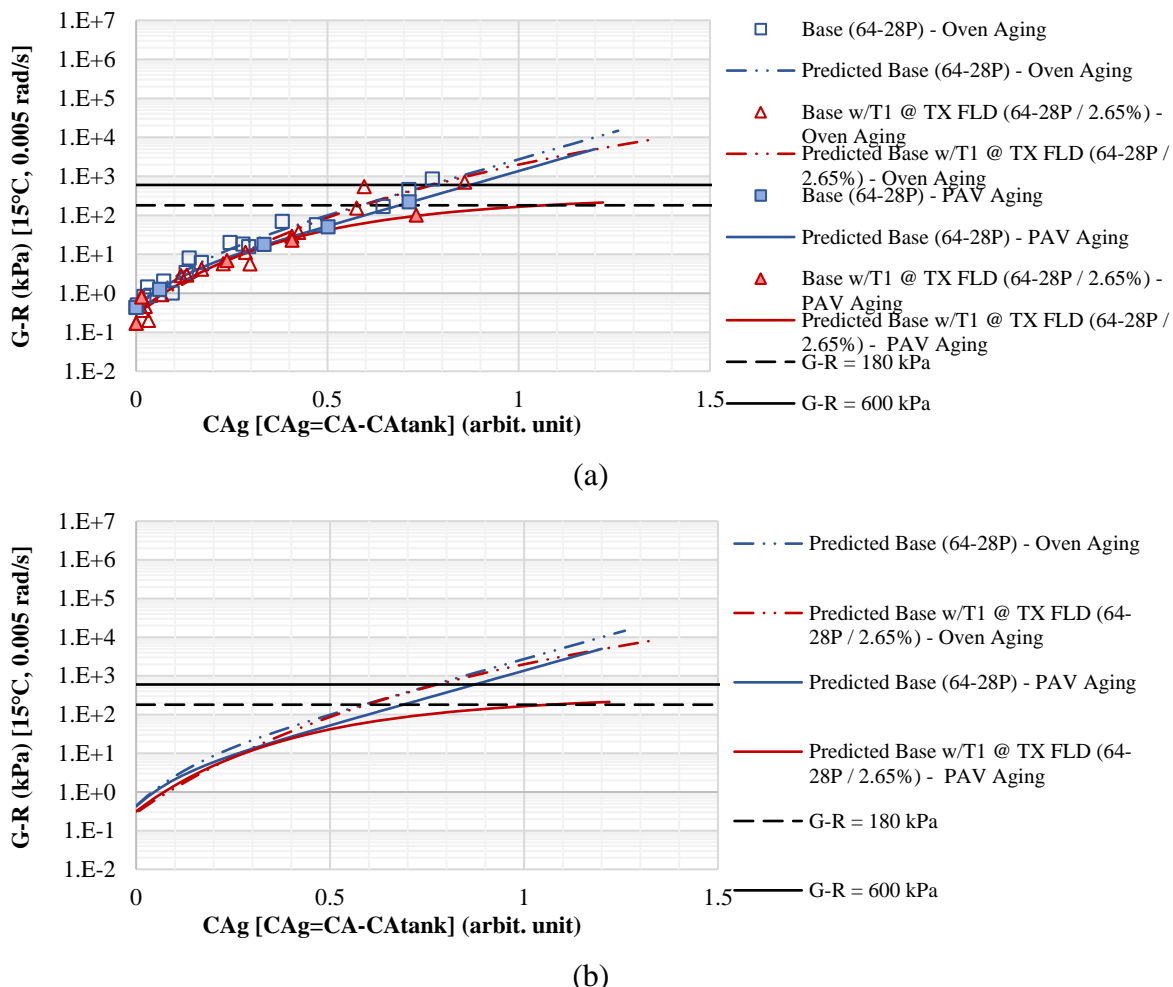 G-R (kPa) [15°C, 0.005 rad/s]
1.E+7
1.E+6
1.E+5
1.E+4
1.E+3
1.E+2
1.E+1
1.E+0
1.E-1
1.E-2
0
0.5
1
1.5
CAg [CAg=CA-CAtank] (arbit. unit)
Base (64-28P) - Oven Aging
Predicted Base (64-28P) - Oven Aging
Base w/T1 @ TX FLD (64-28P / 2.65%) -
Oven Aging
Predicted Base w/T1 @ TX FLD (64-28P /
2.65%) - Oven Aging
Base (64-28P) - PAV Aging
Predicted Base (64-28P) - PAV Aging
Base w/T1 @ TX FLD (64-28P / 2.65%) -
PAV Aging
Predicted Base w/T1 @ TX FLD (64-28P /
2.65%) -  PAV Aging
G-R = 180 kPa
G-R = 600 kPa
(a)
G-R (kPa) [15°C, 0.005 rad/s]
1.E+7
1.E+6
1.E+5
1.E+4
1.E+3
1.E+2
1.E+1
1.E+0
1.E-1
1.E-2
0
0.5
1
1.5
CAg [CAg=CA-CAtank] (arbit. unit)
Predicted Base (64-28P) - Oven Aging
Predicted Base w/T1 @ TX FLD (64-
28P / 2.65%) - Oven Aging
Predicted Base (64-28P) - PAV Aging
Predicted Base w/T1 @ TX FLD (64-
28P / 2.65%) -  PAV Aging
G-R = 180 kPa
G-R = 600 kPa
(b)